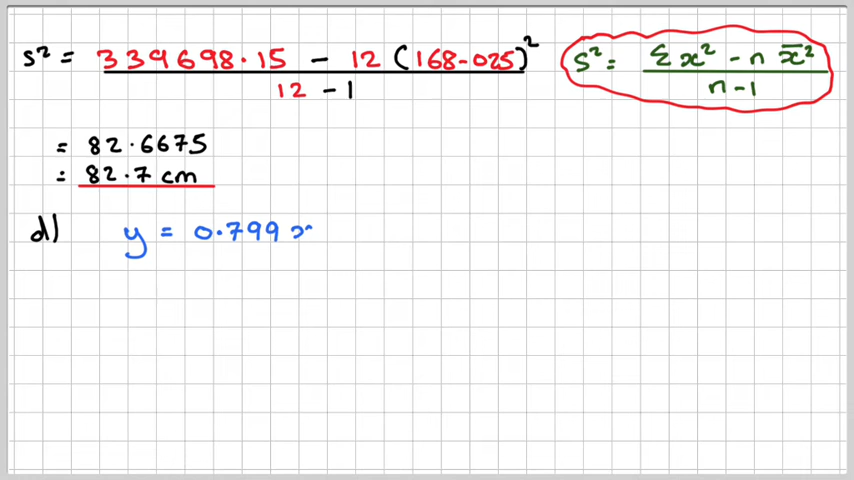 s² = 339698.15 - 12 (168.025)²
12 - 1
s² = Σx² - n x̄²
n - 1
= 82.6675
= 82.7 cm
d) y = 0.799 x